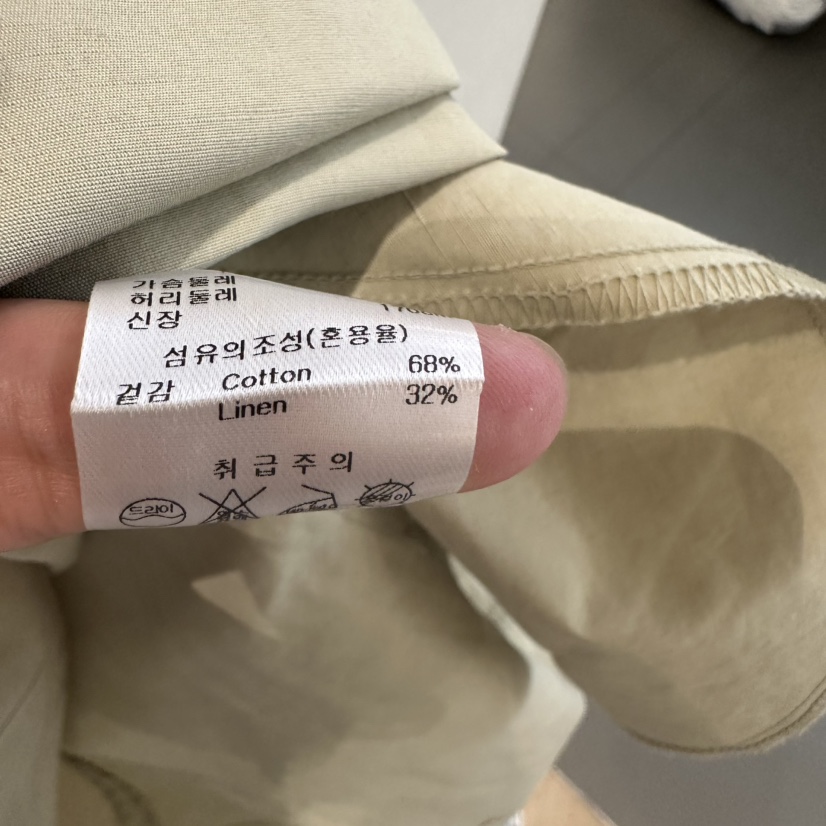 가슴둘레
허리둘레
신장
섬유의조성(혼용율)
겉감 Cotton 68%
Linen 32%
취급주의
드라이